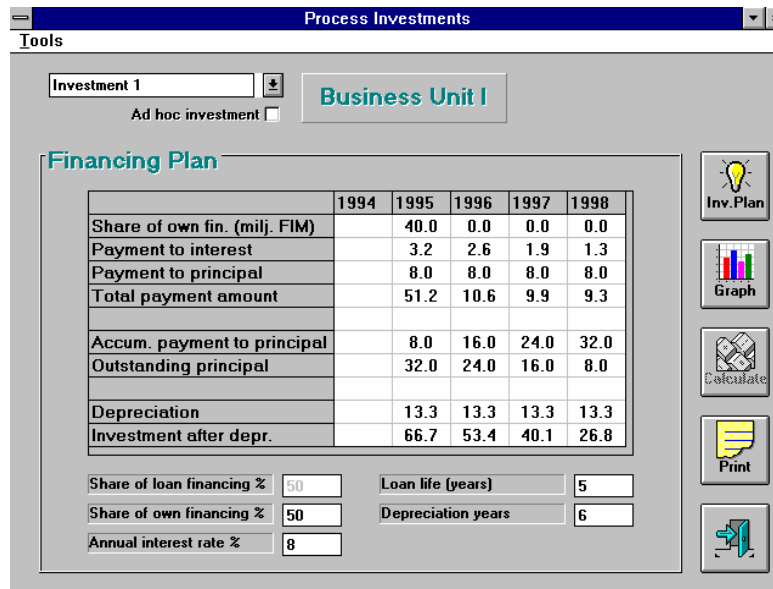 Process Investments
Tools
Investment 1
Ad hoc investment
Business Unit I
Financing Plan
1994 1995 1996 1997 1998
Share of own fin. (milj. FIM) 40.0 0.0 0.0 0.0
Payment to interest 3.2 2.6 1.9 1.3
Payment to principal 8.0 8.0 8.0 8.0
Total payment amount 51.2 10.6 9.9 9.3
Accum. payment to principal 8.0 16.0 24.0 32.0
Outstanding principal 32.0 24.0 16.0 8.0
Depreciation 13.3 13.3 13.3 13.3
Investment after depr. 66.7 53.4 40.1 26.8
Share of loan financing % 50 Loan life (years) 5
Share of own financing % 50 Depreciation years 6
Annual interest rate % 8
Inv.Plan
Graph
Calculate
Print